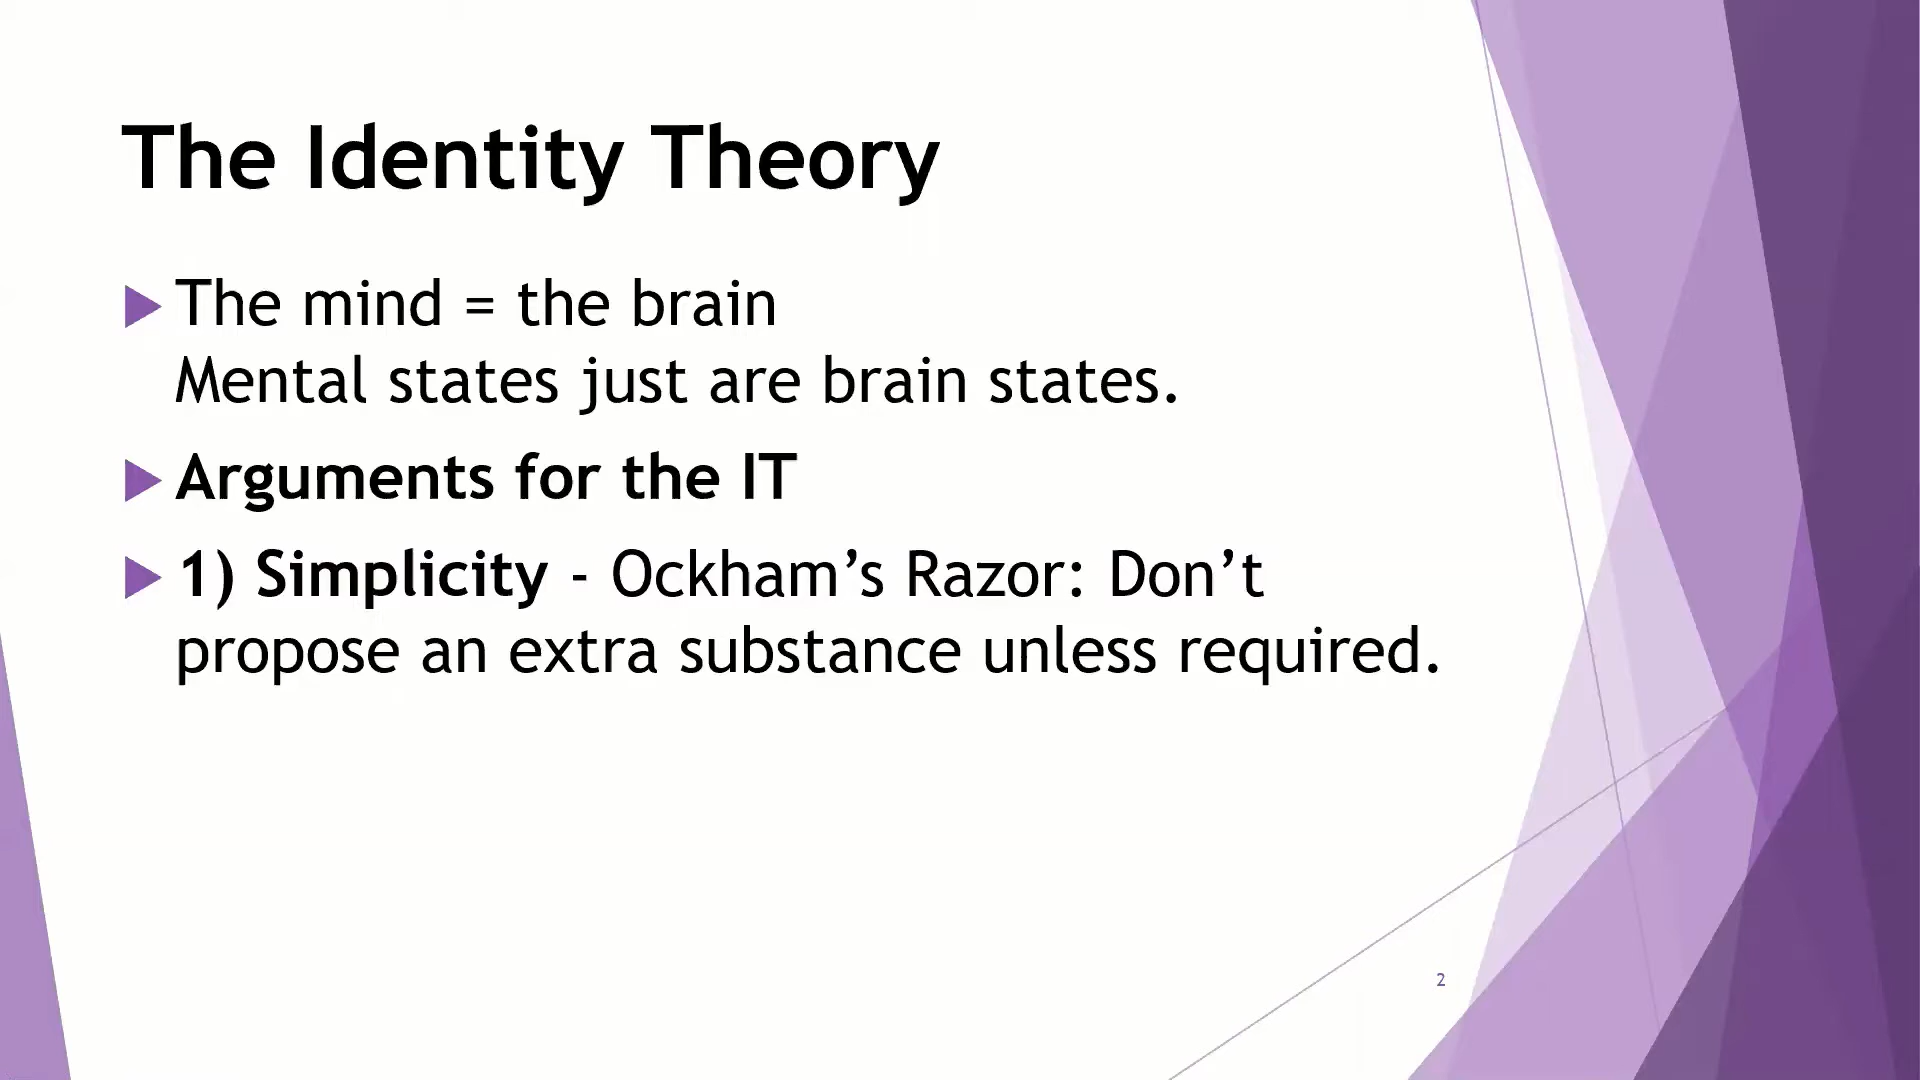 The Identity Theory
The mind = the brain
Mental states just are brain states.
Arguments for the IT
1) Simplicity - Ockham’s Razor: Don’t
propose an extra substance unless required.
2